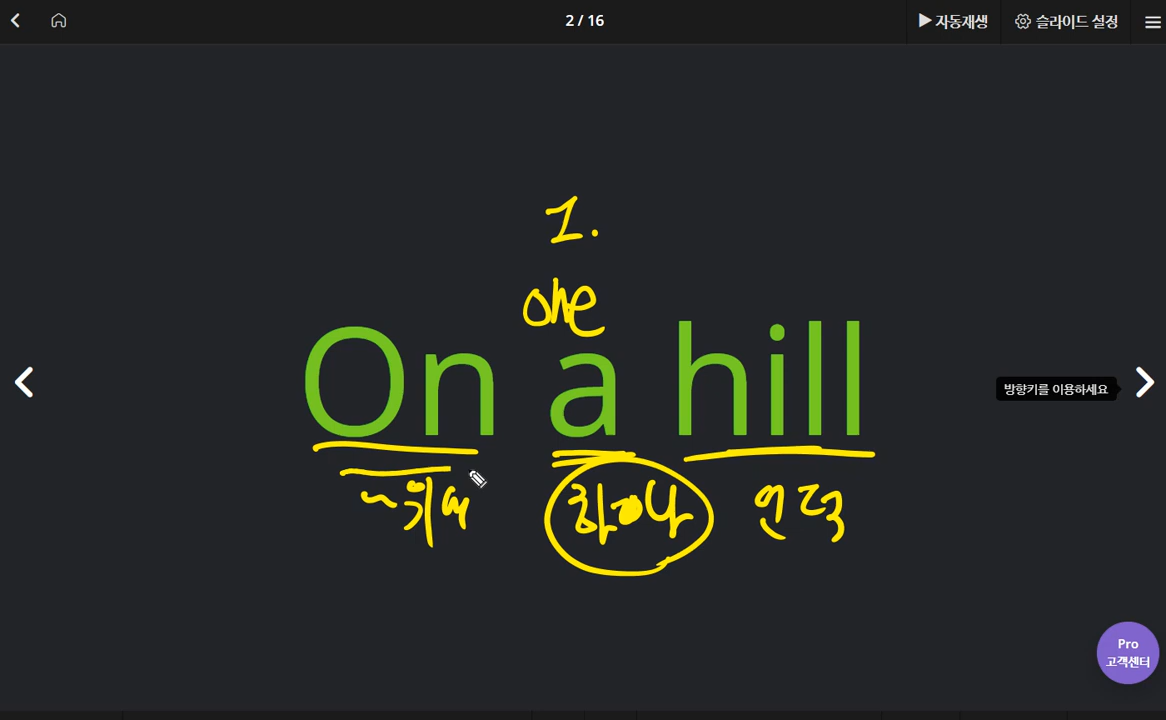 2 / 16
자동재생
슬라이드 설정
1.
one
On a hill
방향키를 이용하세요
~위에
하나
언덕
Pro
고객센터